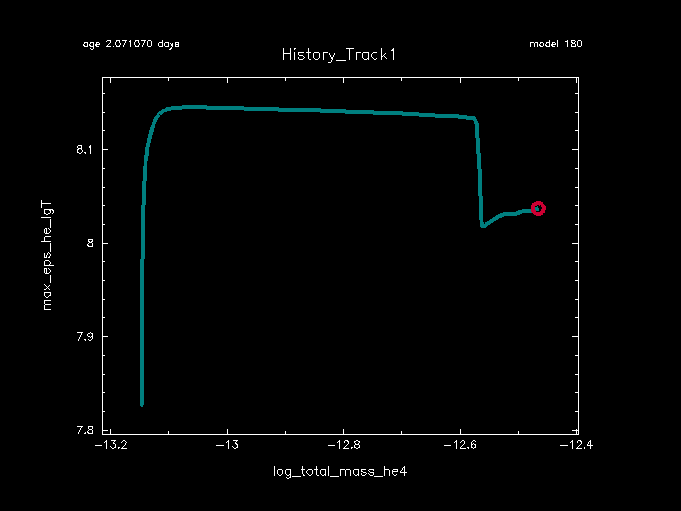 age 2.071070 days
model 180
History_Track1
8.1
8
7.9
7.8
max_eps_he_lgT
−13.2
−13
−12.8
−12.6
−12.4
log_total_mass_he4